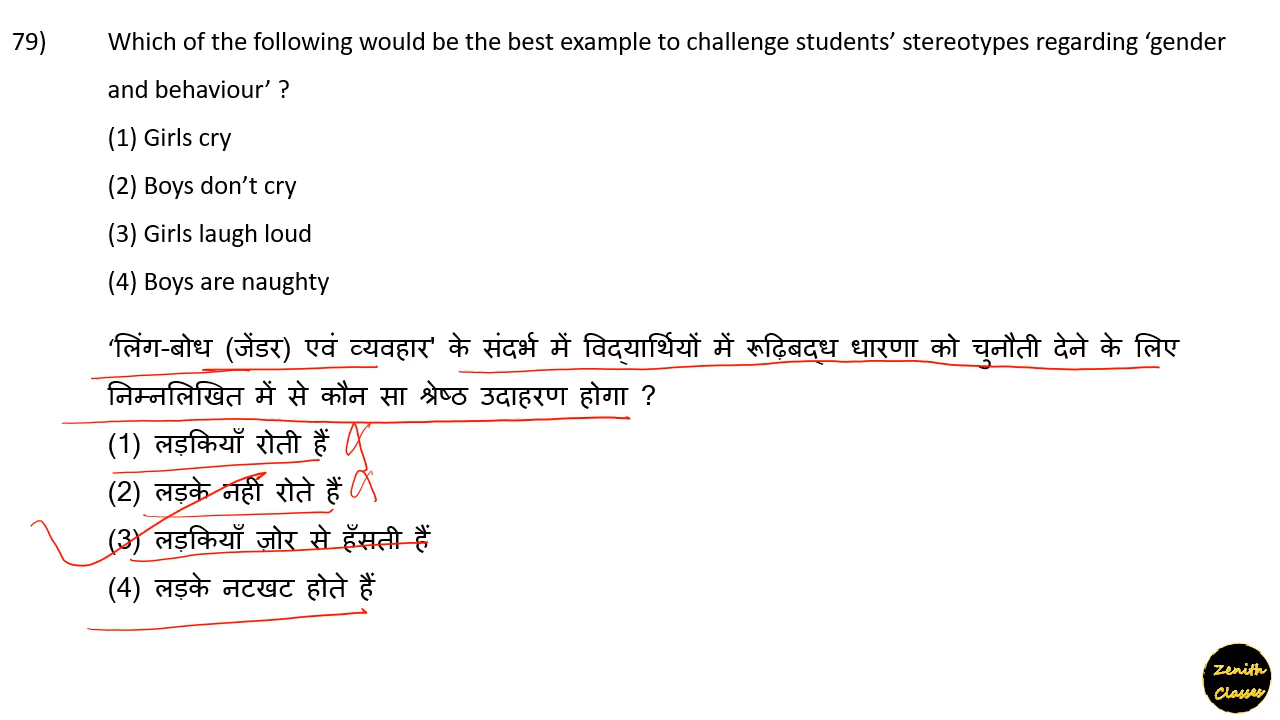 79) Which of the following would be the best example to challenge students’ stereotypes regarding ‘gender
and behaviour’ ?
(1) Girls cry
(2) Boys don’t cry
(3) Girls laugh loud
(4) Boys are naughty
‘लिंग-बोध (जेंडर) एवं व्यवहार' के संदर्भ में विद्यार्थियों में रूढ़िबद्ध धारणा को चुनौती देने के लिए
निम्नलिखित में से कौन सा श्रेष्ठ उदाहरण होगा ?
(1) लड़कियाँ रोती हैं
(2) लड़के नहीं रोते हैं
(3) लड़कियाँ ज़ोर से हँसती हैं
(4) लड़के नटखट होते हैं
Zenith
Classes